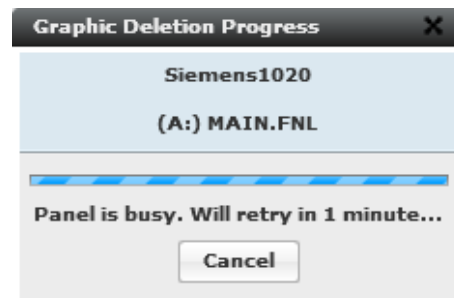 Graphic Deletion Progress
Siemens1020
(A:) MAIN.FNL
Panel is busy. Will retry in 1 minute...
Cancel